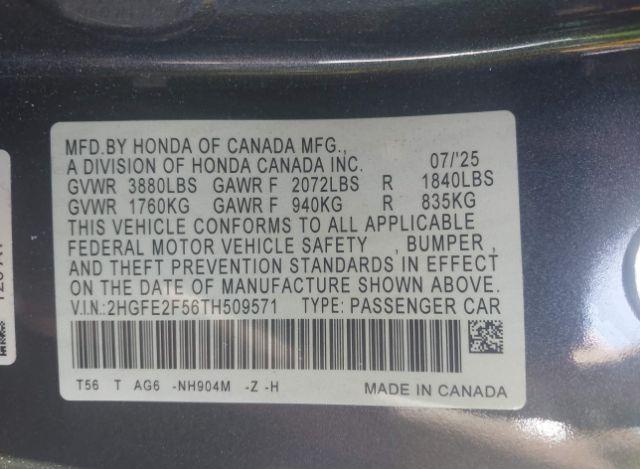 MFD.BY HONDA OF CANADA MFG.,
A DIVISION OF HONDA CANADA INC. 07/'25
GVWR 3880LBS GAWR F 2072LBS R 1840LBS
GVWR 1760KG GAWR F 940KG R 835KG
THIS VEHICLE CONFORMS TO ALL APPLICABLE
FEDERAL MOTOR VEHICLE SAFETY , BUMPER ,
AND THEFT PREVENTION STANDARDS IN EFFECT
ON THE DATE OF MANUFACTURE SHOWN ABOVE.
V.I.N:2HGFE2F56TH509571 TYPE: PASSENGER CAR
T56 T AG6 -NH904M -Z -H
MADE IN CANADA